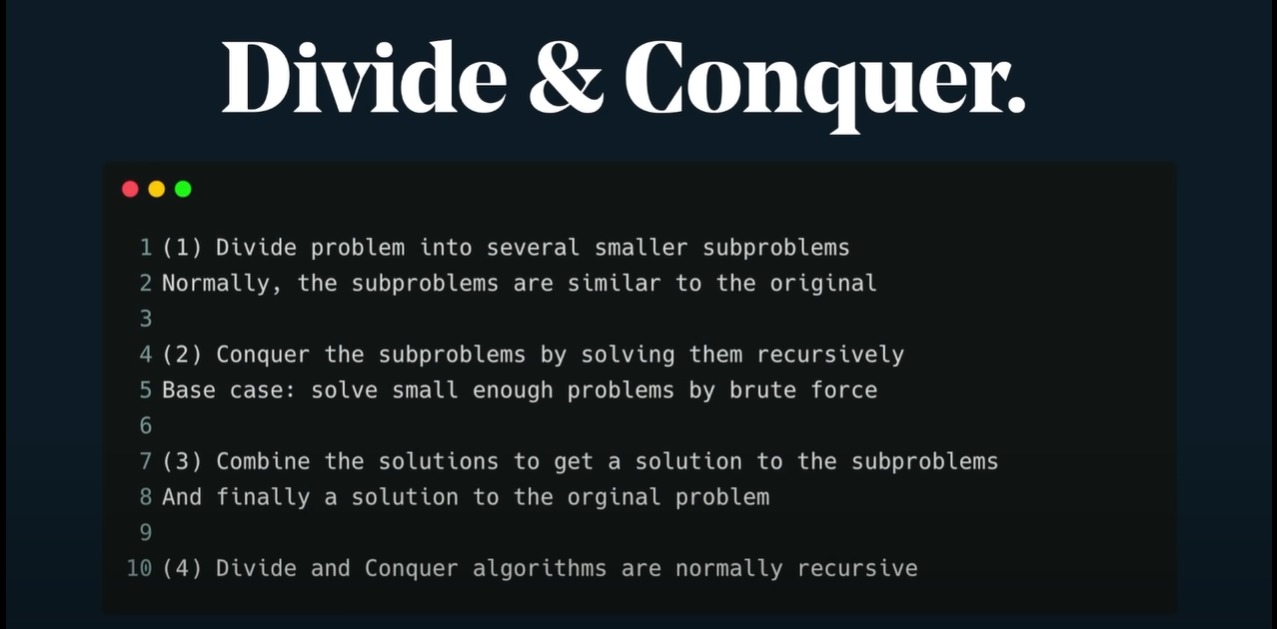 Divide & Conquer.
1 (1) Divide problem into several smaller subproblems
2 Normally, the subproblems are similar to the original
3
4 (2) Conquer the subproblems by solving them recursively
5 Base case: solve small enough problems by brute force
6
7 (3) Combine the solutions to get a solution to the subproblems
8 And finally a solution to the orginal problem
9
10 (4) Divide and Conquer algorithms are normally recursive